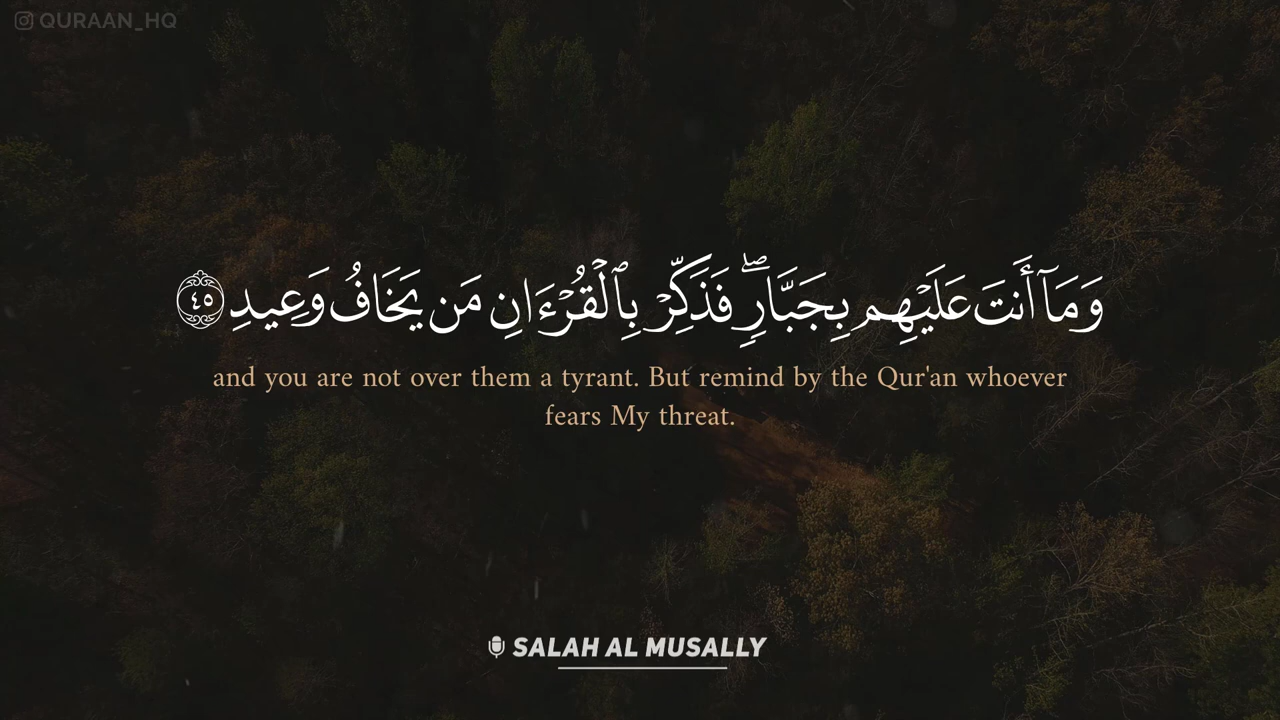 QURAAN_HQ
وَمَآ أَنتَ عَلَيْهِم بِجَبَّارٍۖ فَذَكِّرْ بِٱلْقُرْءَانِ مَن يَخَافُ وَعِيدِ ٤٥
and you are not over them a tyrant. But remind by the Qur'an whoever
fears My threat.
SALAH AL MUSALLY